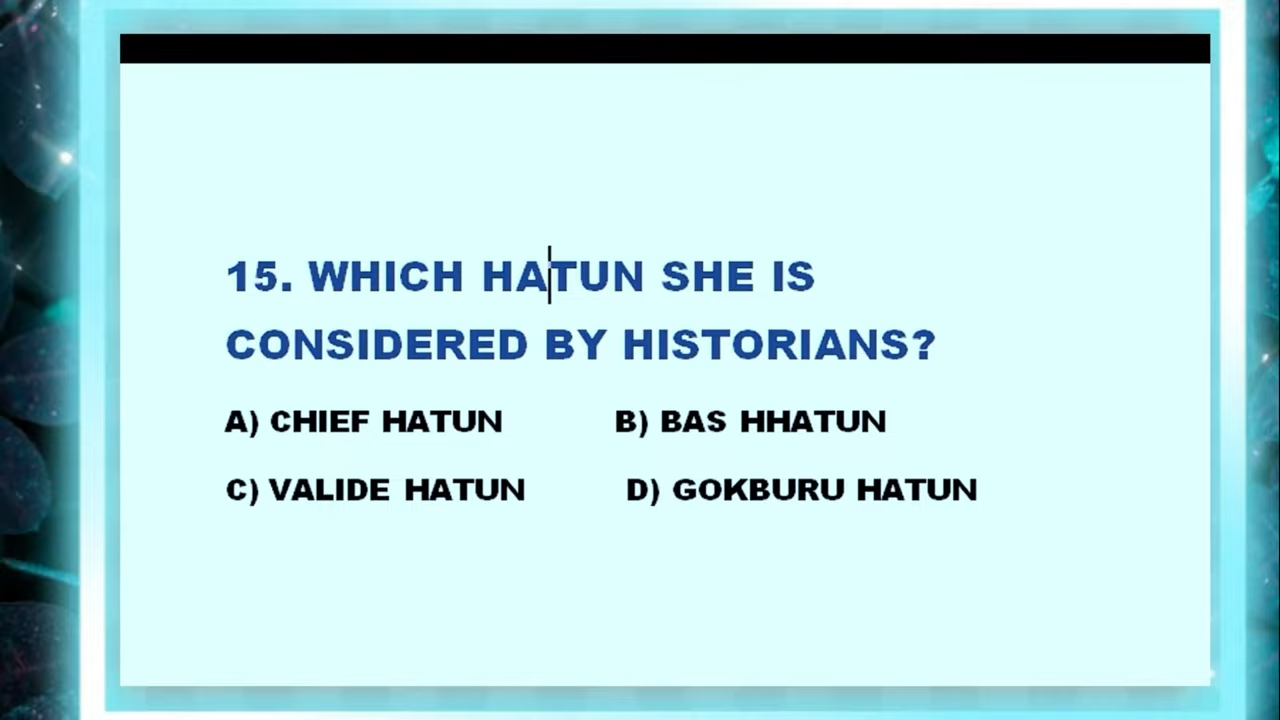 15. WHICH HATUN SHE IS
CONSIDERED BY HISTORIANS?
A) CHIEF HATUN B) BAS HHATUN
C) VALIDE HATUN D) GOKBURU HATUN